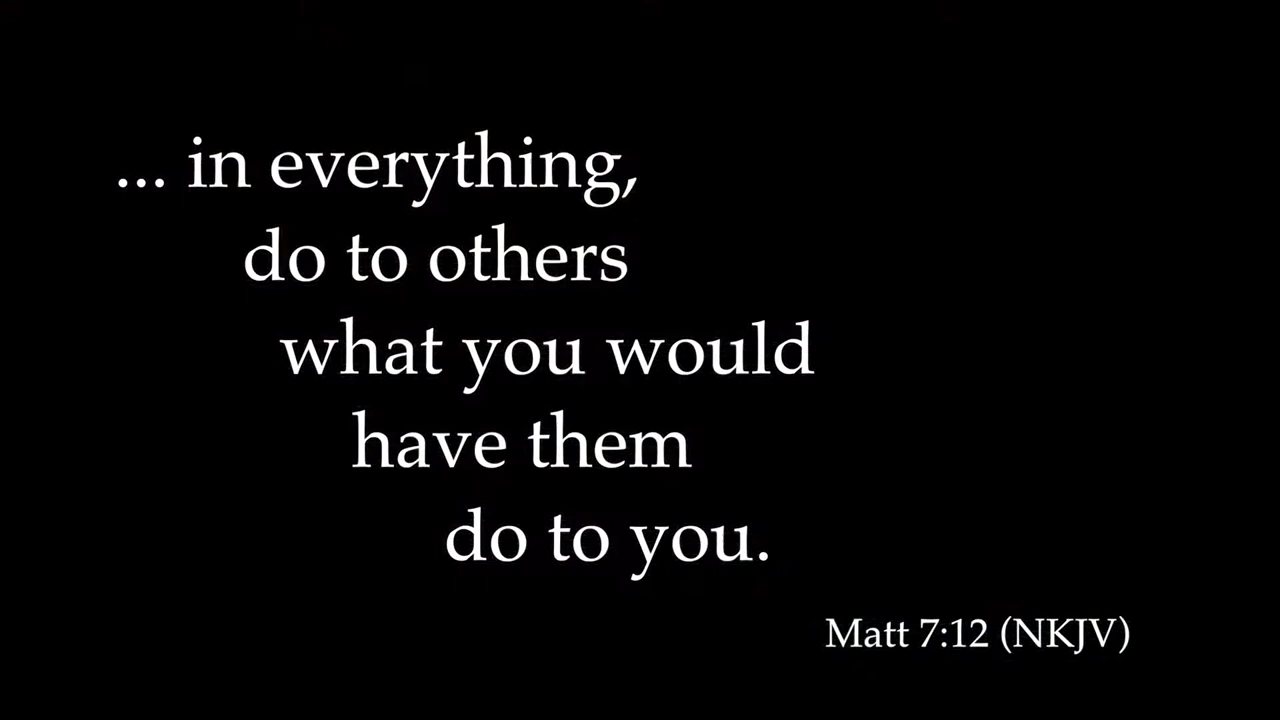 ... in everything,
do to others
what you would
have them
do to you.
Matt 7:12 (NKJV)